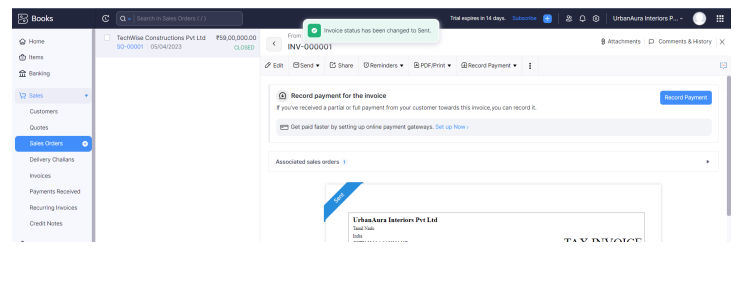 Books
Search in Sales Orders ( / )
Trial expires in 14 days.
Subscribe
UrbanAura Interiors P...
Invoice status has been changed to Sent.
Home
Items
Banking
Sales
Customers
Quotes
Sales Orders
Delivery Challans
Invoices
Payments Received
Recurring Invoices
Credit Notes
TechWise Constructions Pvt Ltd ₹59,00,000.00
SO-00001 05/04/2023 CLOSED
From
INV-000001
Attachments Comments & History
Edit Send Share Reminders PDF/Print Record Payment
Record payment for the invoice
If you've received a partial or full payment from your customer towards this invoice,you can record it.
Record Payment
Get paid faster by setting up online payment gateways. Set up Now ›
Associated sales orders 1
Sent
UrbanAura Interiors Pvt Ltd
Tamil Nadu
India
TAX INVOICE